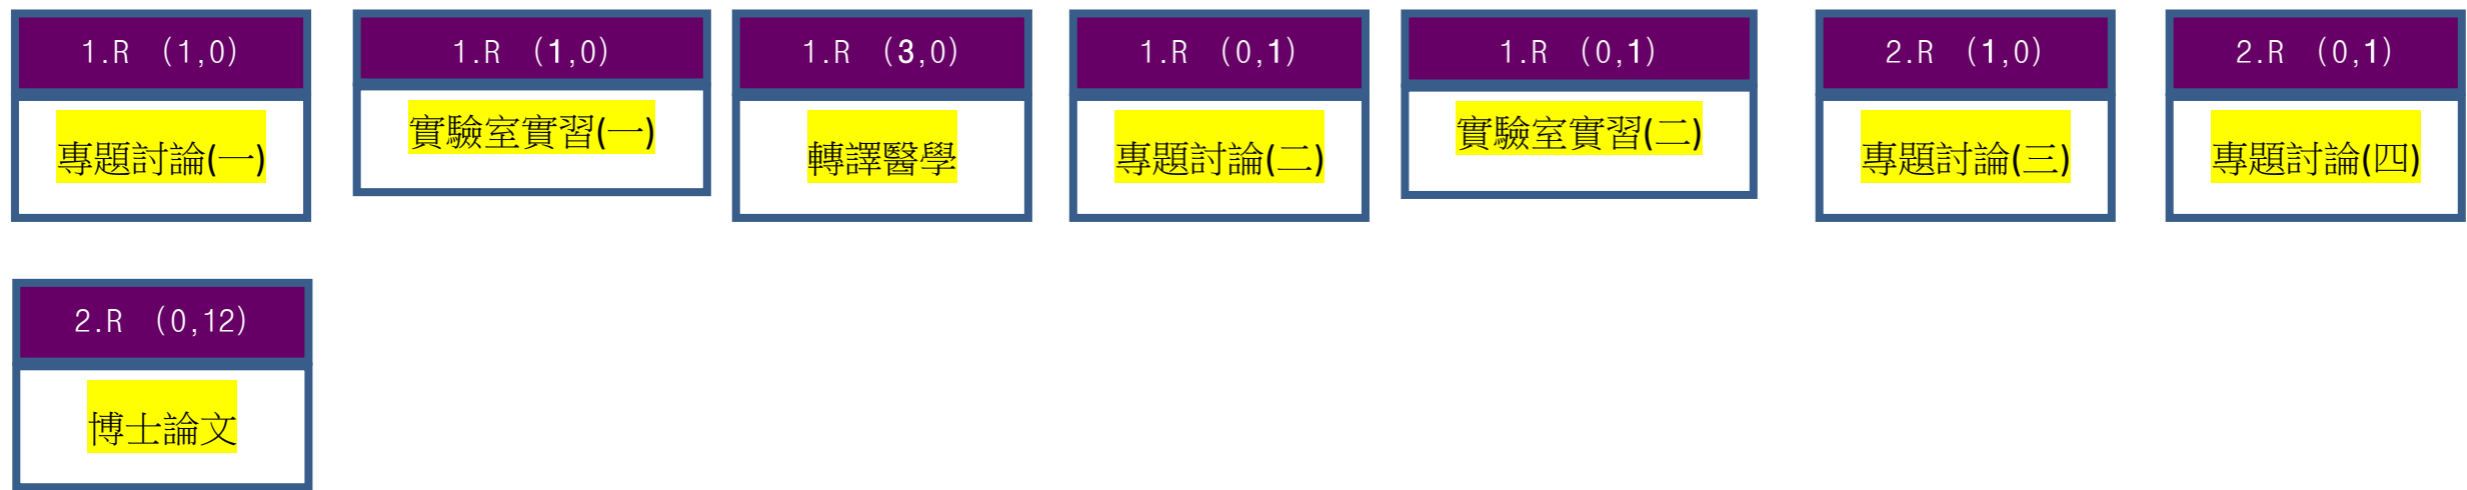 1.R (1,0)
專題討論(一)
1.R (1,0)
實驗室實習(一)
1.R (3,0)
轉譯醫學
1.R (0,1)
專題討論(二)
1.R (0,1)
實驗室實習(二)
2.R (1,0)
專題討論(三)
2.R (0,1)
專題討論(四)
2.R (0,12)
博士論文